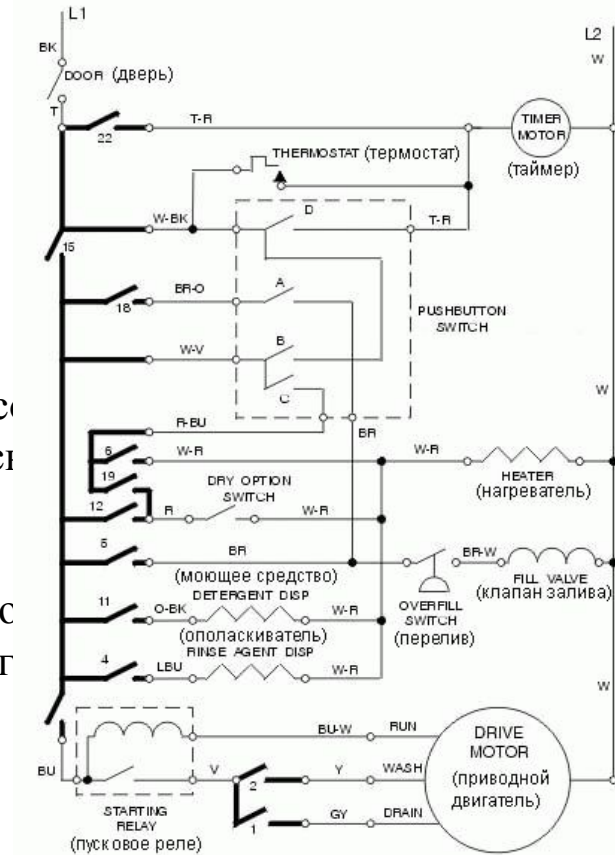 L1
L2
BK
W
DOOR (дверь)
T
22
T-R
TIMER
MOTOR
(таймер)
THERMOSTAT (термостат)
W-BK
D
T-R
15
BR-O
A
18
PUSHBUTTON
SWITCH
W-V
B
C
W
R-BU
BR
6
W-R
W-R
19
DRY OPTION
SWITCH
HEATER
(нагреватель)
12
R
W-R
5
BR
BR-W
(моющее средство)
DETERGENT DISP
FILL VALVE
(клапан залива)
11
O-BK
W-R
OVERFILL
SWITCH
(перелив)
(ополаскиватель)
RINSE AGENT DISP
4
LBU
W-R
W
BU-W
RUN
DRIVE
MOTOR
(приводной
двигатель)
BU
V
2
Y
WASH
1
GY
DRAIN
STARTING
RELAY
(пусковое реле)